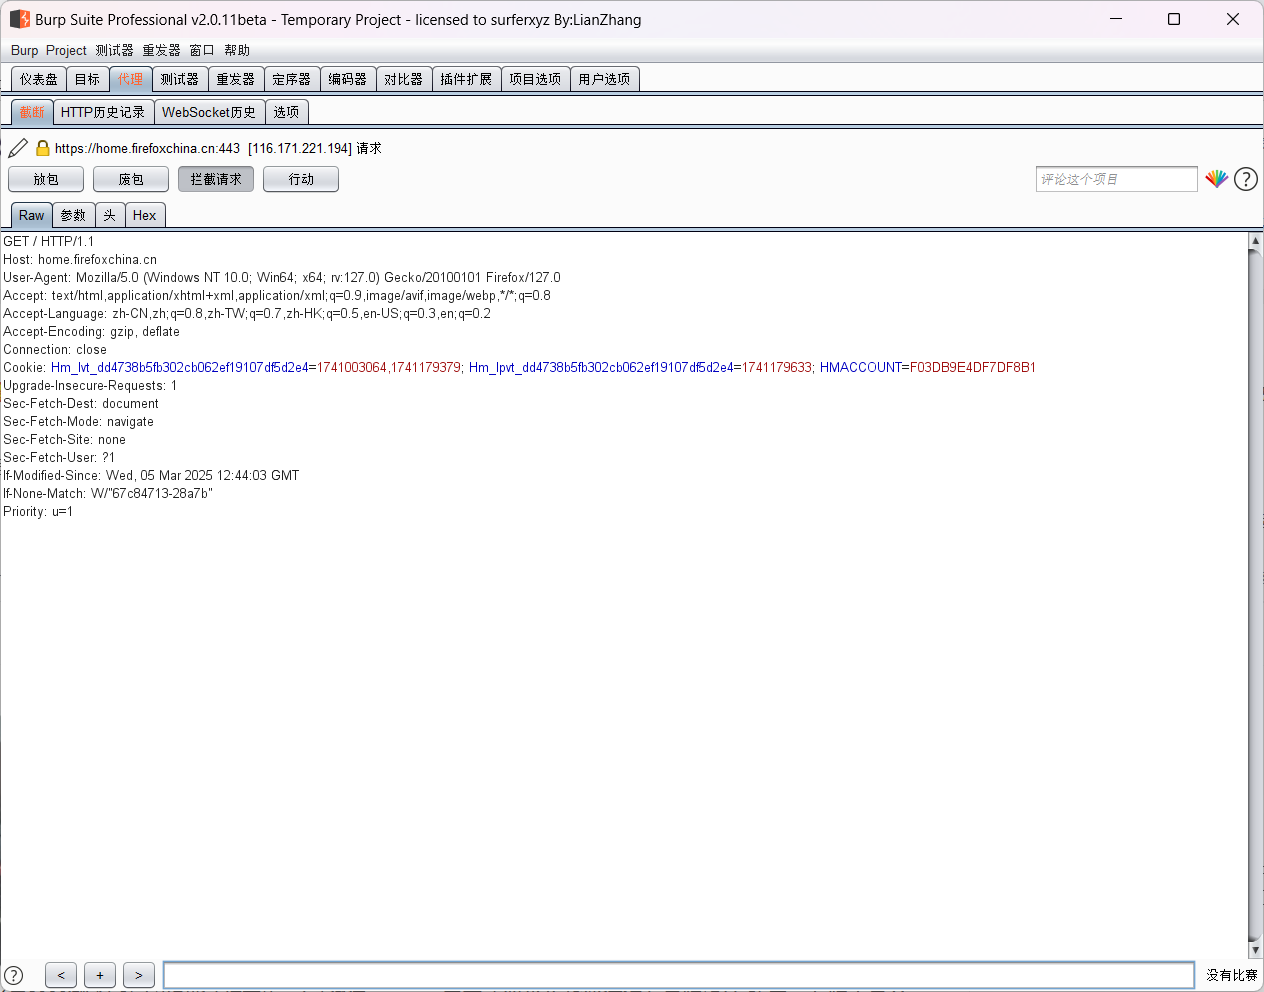 Burp Suite Professional v2.0.11beta - Temporary Project - licensed to surferxyz By:LianZhang
Burp Project 测试器 重发器 窗口 帮助
仪表盘 目标 代理 测试器 重发器 定序器 编码器 对比器 插件扩展 项目选项 用户选项
截断 HTTP历史记录 WebSocket历史 选项
https://home.firefoxchina.cn:443 [116.171.221.194] 请求
放包 废包 拦截请求 行动 评论这个项目 ?
Raw 参数 头 Hex
GET / HTTP/1.1
Host: home.firefoxchina.cn
User-Agent: Mozilla/5.0 (Windows NT 10.0; Win64; x64; rv:127.0) Gecko/20100101 Firefox/127.0
Accept: text/html,application/xhtml+xml,application/xml;q=0.9,image/avif,image/webp,*/*;q=0.8
Accept-Language: zh-CN,zh;q=0.8,zh-TW;q=0.7,zh-HK;q=0.5,en-US;q=0.3,en;q=0.2
Accept-Encoding: gzip, deflate
Connection: close
Cookie: Hm_lvt_dd4738b5fb302cb062ef19107df5d2e4=1741003064,1741179379; Hm_lpvt_dd4738b5fb302cb062ef19107df5d2e4=1741179633; HMACCOUNT=F03DB9E4DF7DF8B1
Upgrade-Insecure-Requests: 1
Sec-Fetch-Dest: document
Sec-Fetch-Mode: navigate
Sec-Fetch-Site: none
Sec-Fetch-User: ?1
If-Modified-Since: Wed, 05 Mar 2025 12:44:03 GMT
If-None-Match: W/"67c84713-28a7b"
Priority: u=1
? < + > 没有比赛